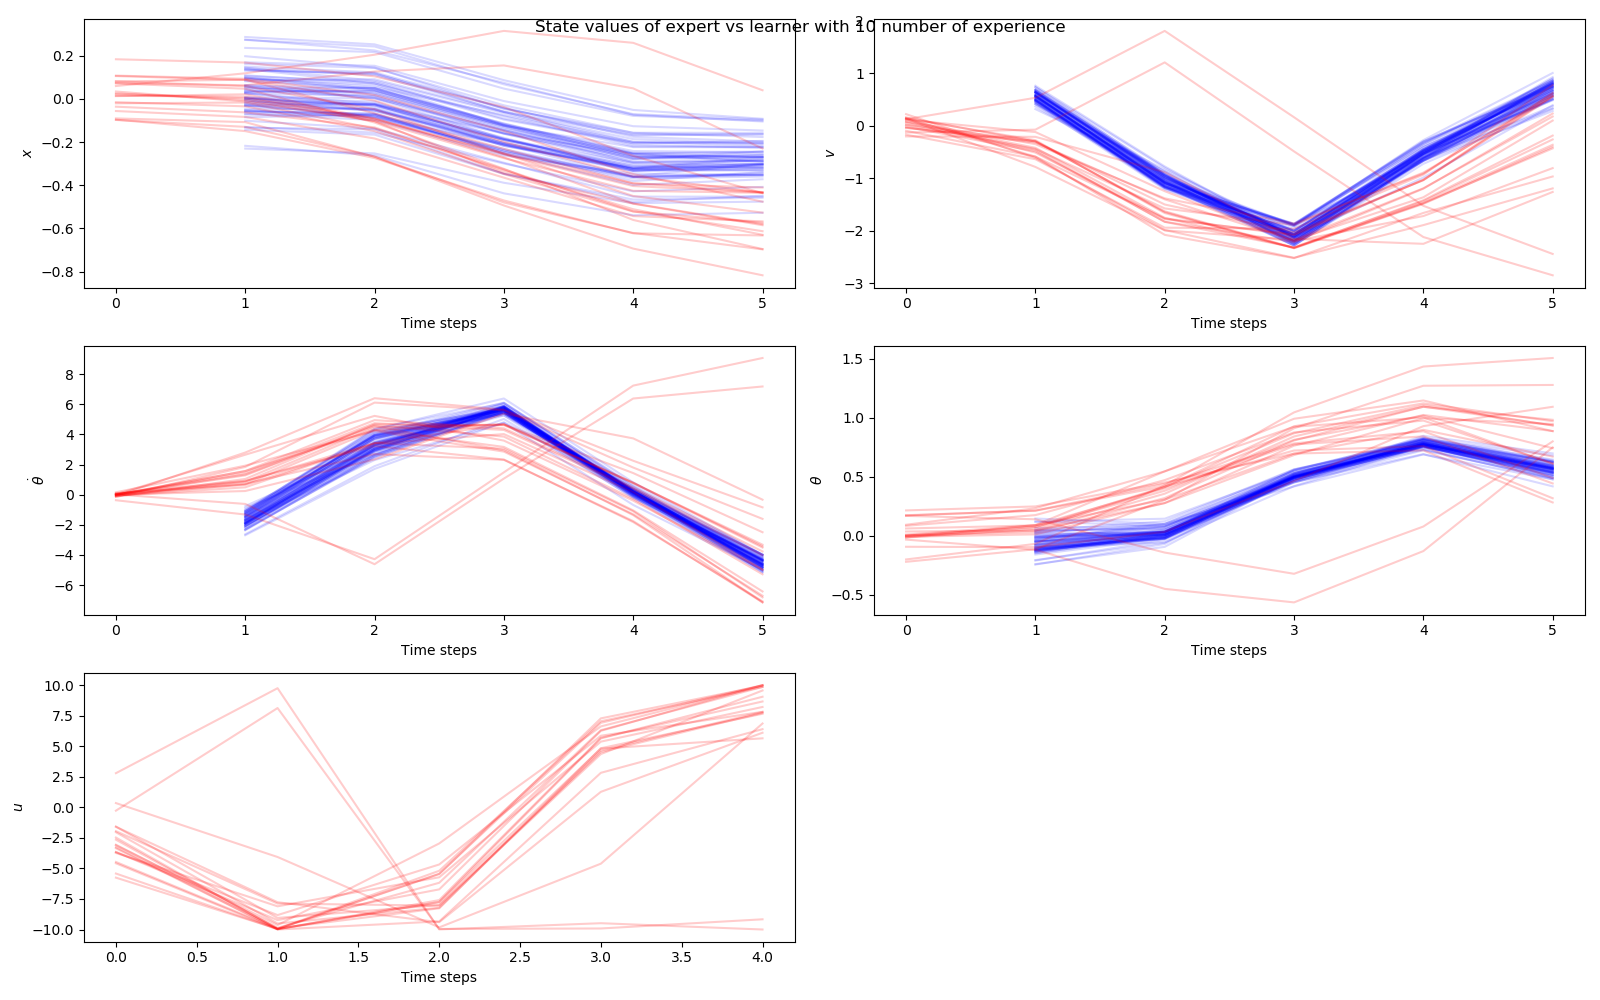 State values of expert vs learner with 10 number of experience
0.2
0.0
−0.2
−0.4
−0.6
−0.8
x
0 1 2 3 4 5
Time steps
2
1
0
−1
−2
−3
v
0 1 2 3 4 5
Time steps
8
6
4
2
0
−2
−4
−6
θ̇
0 1 2 3 4 5
Time steps
1.5
1.0
0.5
0.0
−0.5
θ
0 1 2 3 4 5
Time steps
10.0
7.5
5.0
2.5
0.0
−2.5
−5.0
−7.5
−10.0
u
0.0 0.5 1.0 1.5 2.0 2.5 3.0 3.5 4.0
Time steps